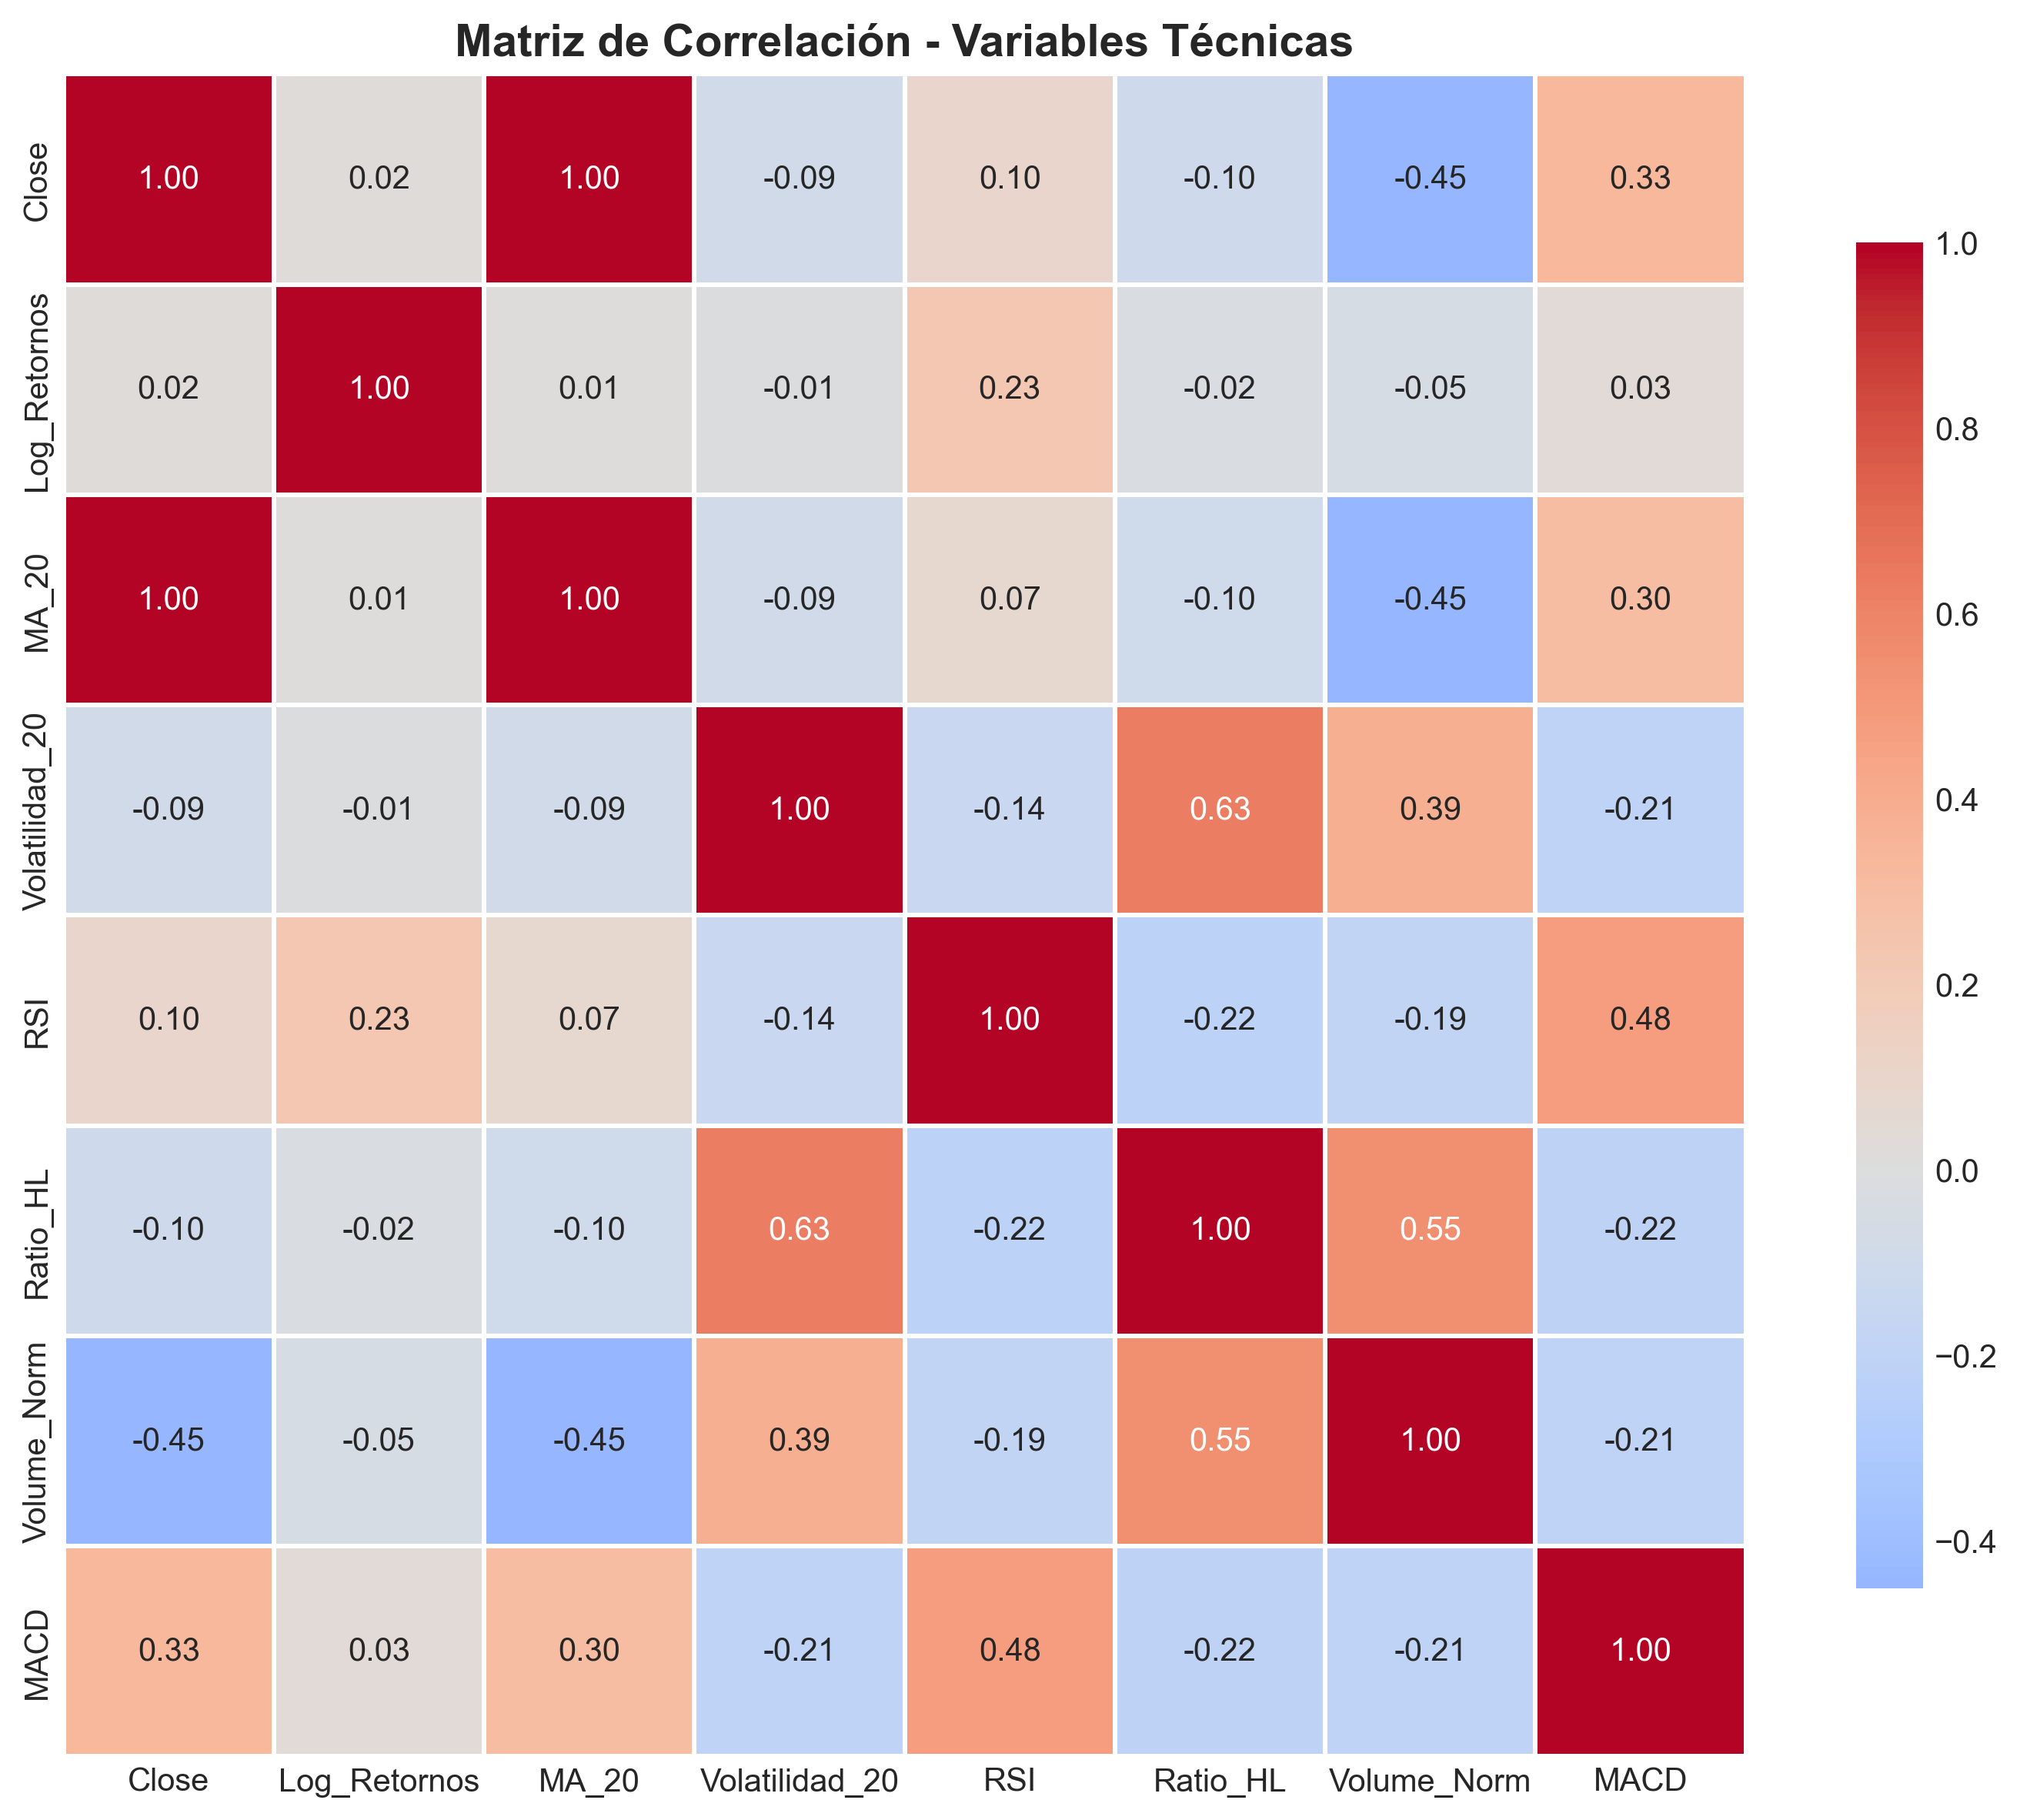 Matriz de Correlación - Variables Técnicas
Close 1.00 0.02 1.00 -0.09 0.10 -0.10 -0.45 0.33
Log_Retornos 0.02 1.00 0.01 -0.01 0.23 -0.02 -0.05 0.03
MA_20 1.00 0.01 1.00 -0.09 0.07 -0.10 -0.45 0.30
Volatilidad_20 -0.09 -0.01 -0.09 1.00 -0.14 0.63 0.39 -0.21
RSI 0.10 0.23 0.07 -0.14 1.00 -0.22 -0.19 0.48
Ratio_HL -0.10 -0.02 -0.10 0.63 -0.22 1.00 0.55 -0.22
Volume_Norm -0.45 -0.05 -0.45 0.39 -0.19 0.55 1.00 -0.21
MACD 0.33 0.03 0.30 -0.21 0.48 -0.22 -0.21 1.00
Close Log_Retornos MA_20 Volatilidad_20 RSI Ratio_HL Volume_Norm MACD
1.0
0.8
0.6
0.4
0.2
0.0
−0.2
−0.4